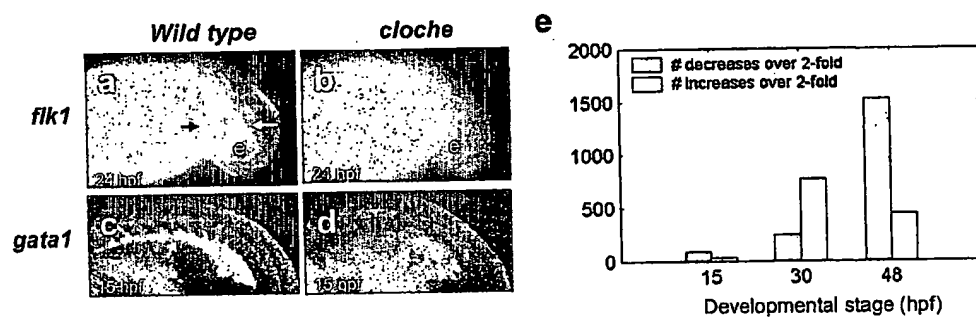 Wild type
cloche
flk1
gata1
a
e
24 hpf
b
e
24 hpf
c
15 hpf
d
15 hpf
e
2000
1500
1000
500
0
# decreases over 2-fold
# increases over 2-fold
15
30
48
Developmental stage (hpf)